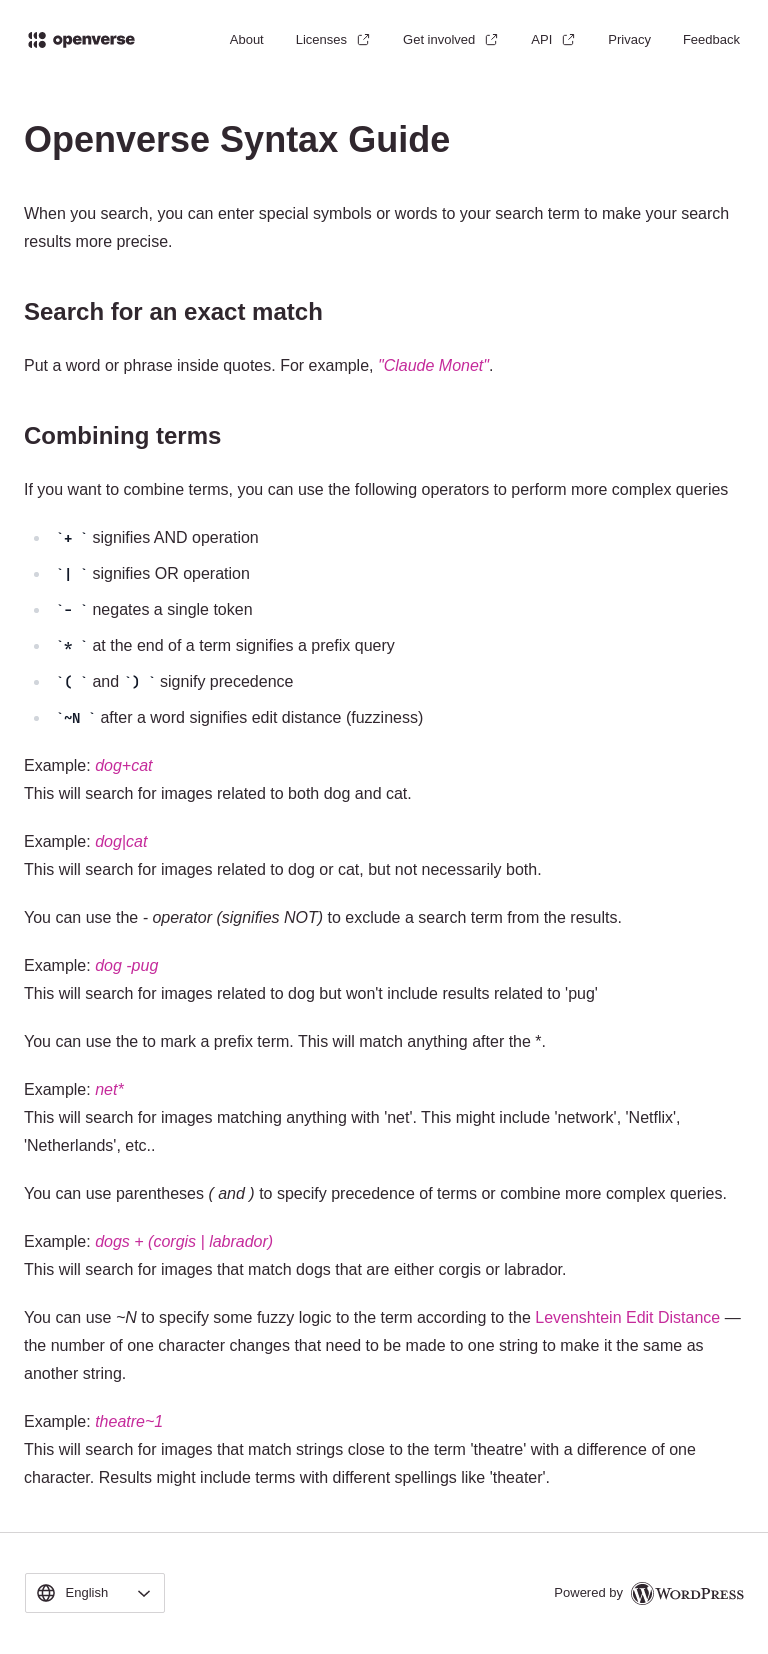 openverse
About Licenses Get involved API Privacy Feedback
Openverse Syntax Guide
When you search, you can enter special symbols or words to your search term to make your search
results more precise.
Search for an exact match
Put a word or phrase inside quotes. For example, "Claude Monet".
Combining terms
If you want to combine terms, you can use the following operators to perform more complex queries
`+ ` signifies AND operation
`| ` signifies OR operation
`- ` negates a single token
`* ` at the end of a term signifies a prefix query
`( ` and `) ` signify precedence
`~N ` after a word signifies edit distance (fuzziness)
Example: dog+cat
This will search for images related to both dog and cat.
Example: dog|cat
This will search for images related to dog or cat, but not necessarily both.
You can use the - operator (signifies NOT) to exclude a search term from the results.
Example: dog -pug
This will search for images related to dog but won't include results related to 'pug'
You can use the to mark a prefix term. This will match anything after the *.
Example: net*
This will search for images matching anything with 'net'. This might include 'network', 'Netflix',
'Netherlands', etc..
You can use parentheses ( and ) to specify precedence of terms or combine more complex queries.
Example: dogs + (corgis | labrador)
This will search for images that match dogs that are either corgis or labrador.
You can use ~N to specify some fuzzy logic to the term according to the Levenshtein Edit Distance —
the number of one character changes that need to be made to one string to make it the same as
another string.
Example: theatre~1
This will search for images that match strings close to the term 'theatre' with a difference of one
character. Results might include terms with different spellings like 'theater'.
English Powered by WordPress